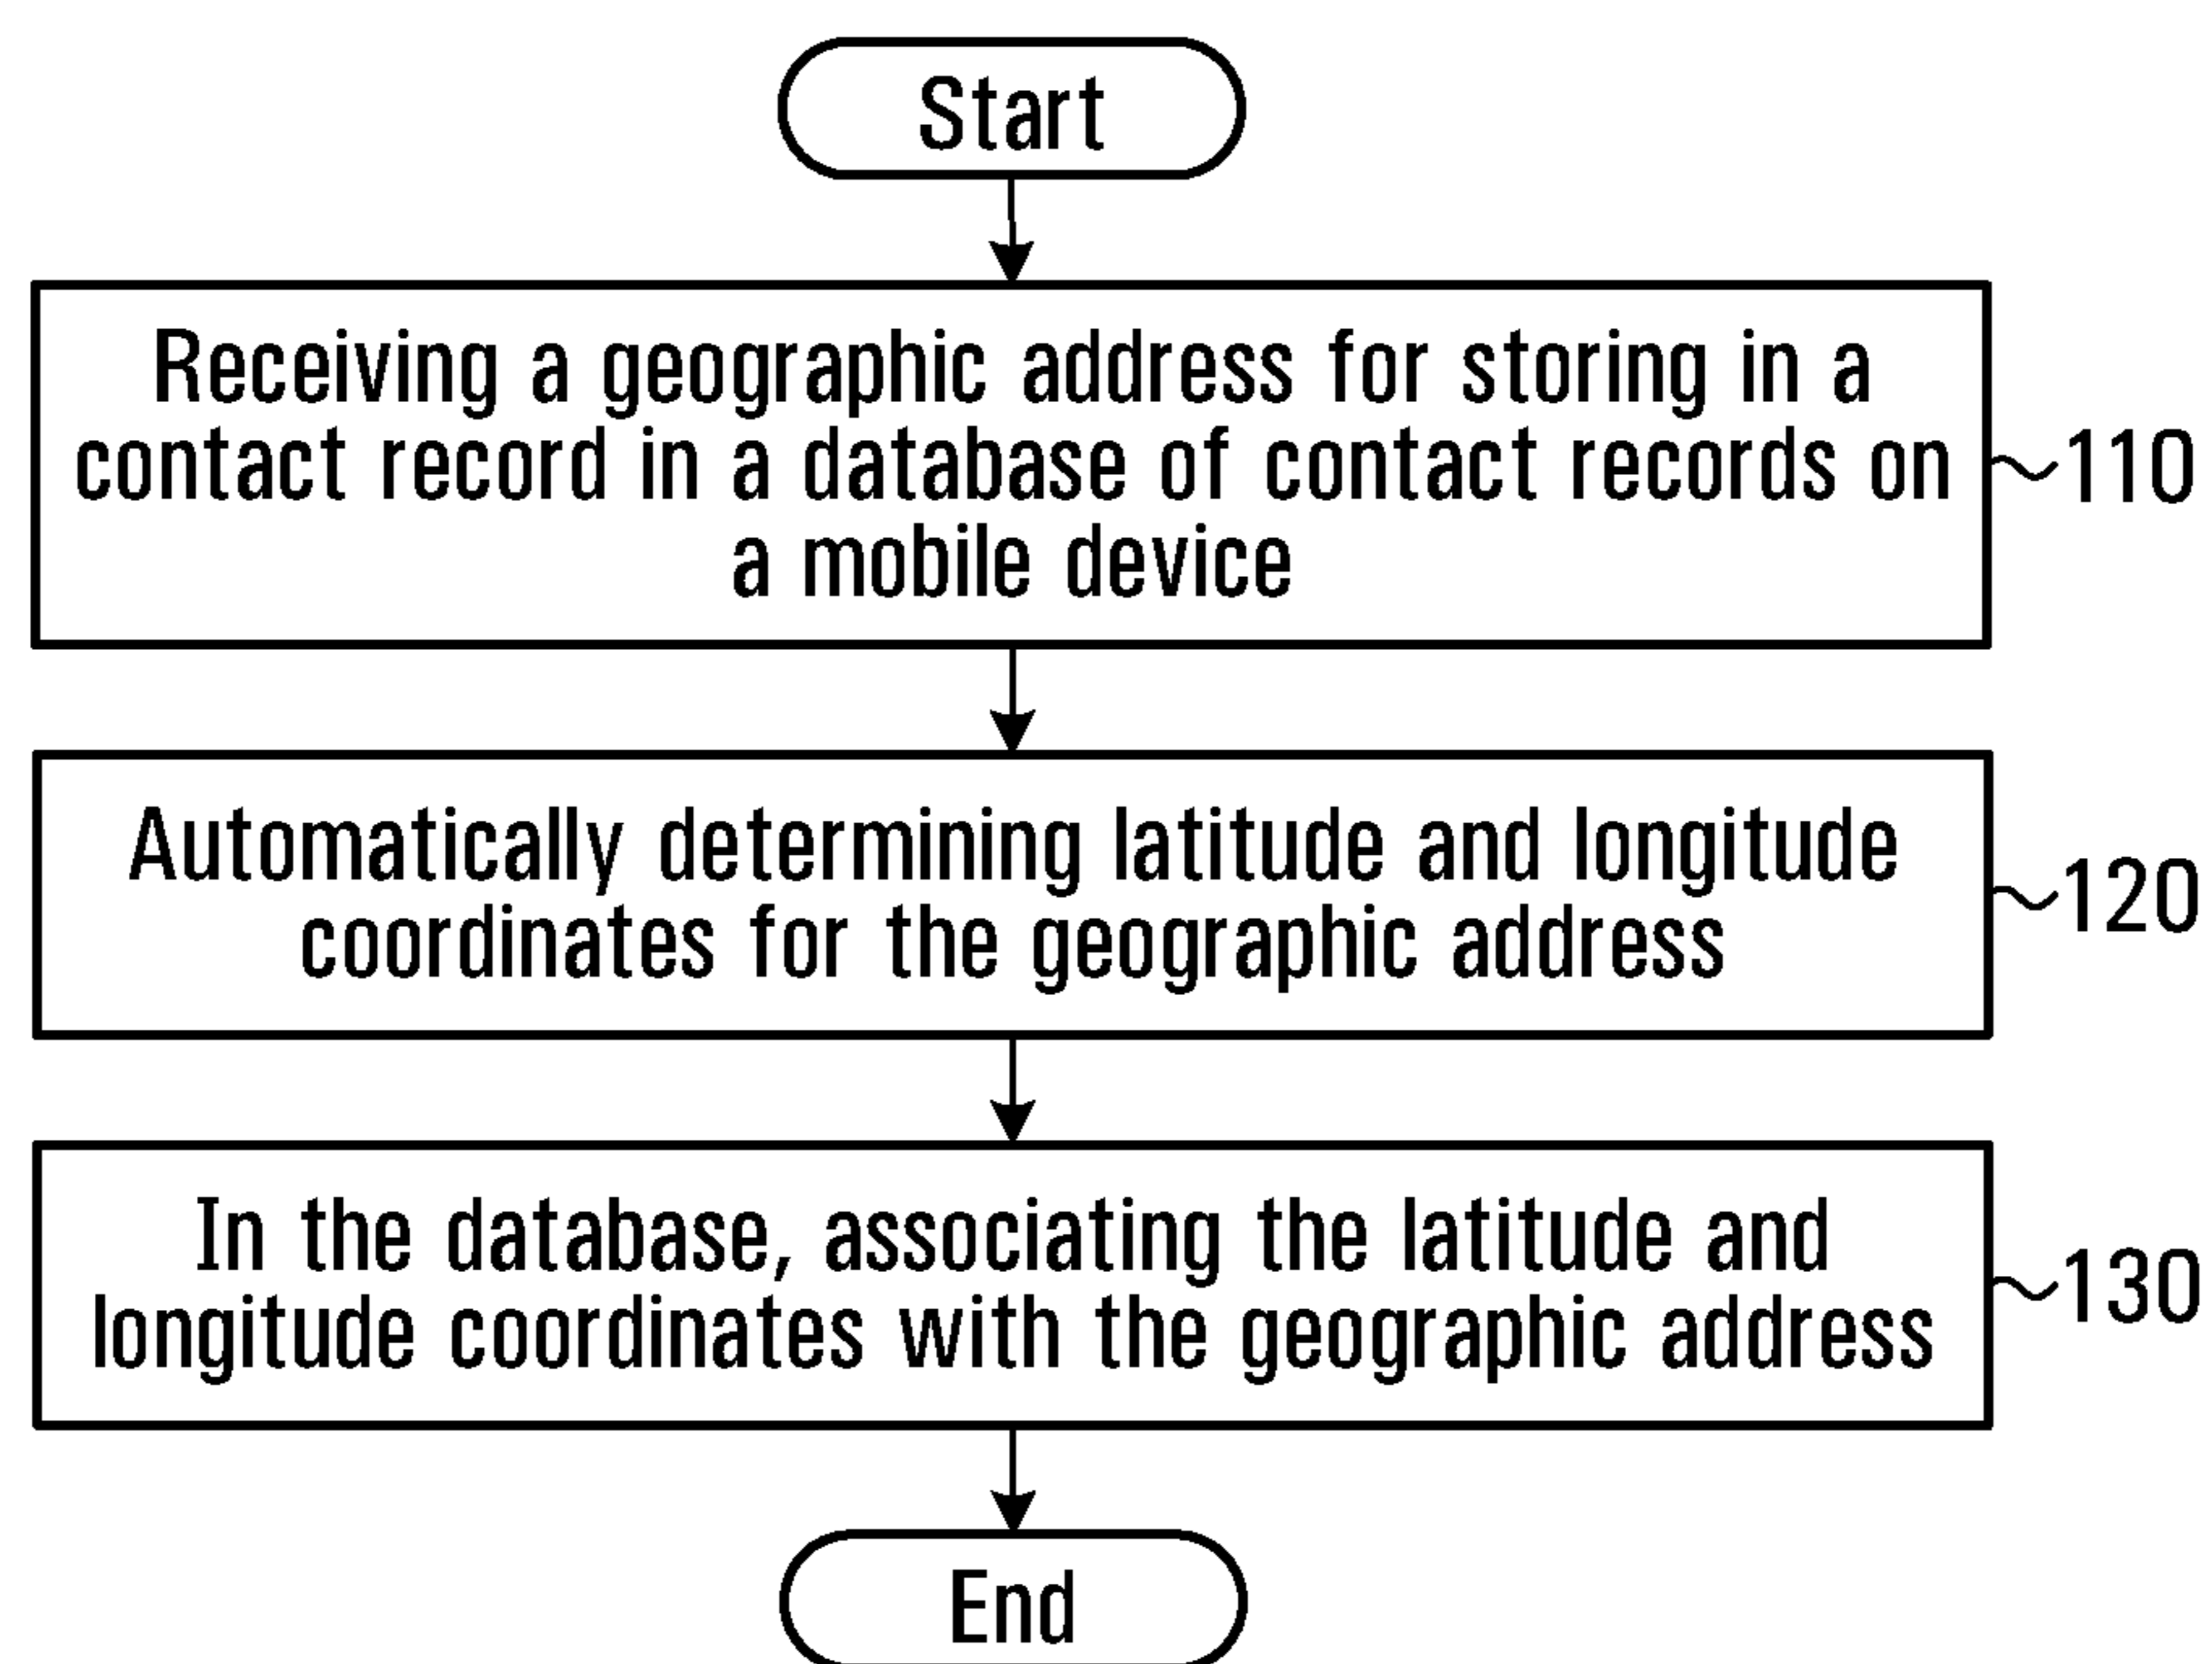 Start
Receiving a geographic address for storing in a
contact record in a database of contact records on
a mobile device
110
Automatically determining latitude and longitude
coordinates for the geographic address
120
In the database, associating the latitude and
longitude coordinates with the geographic address
130
End